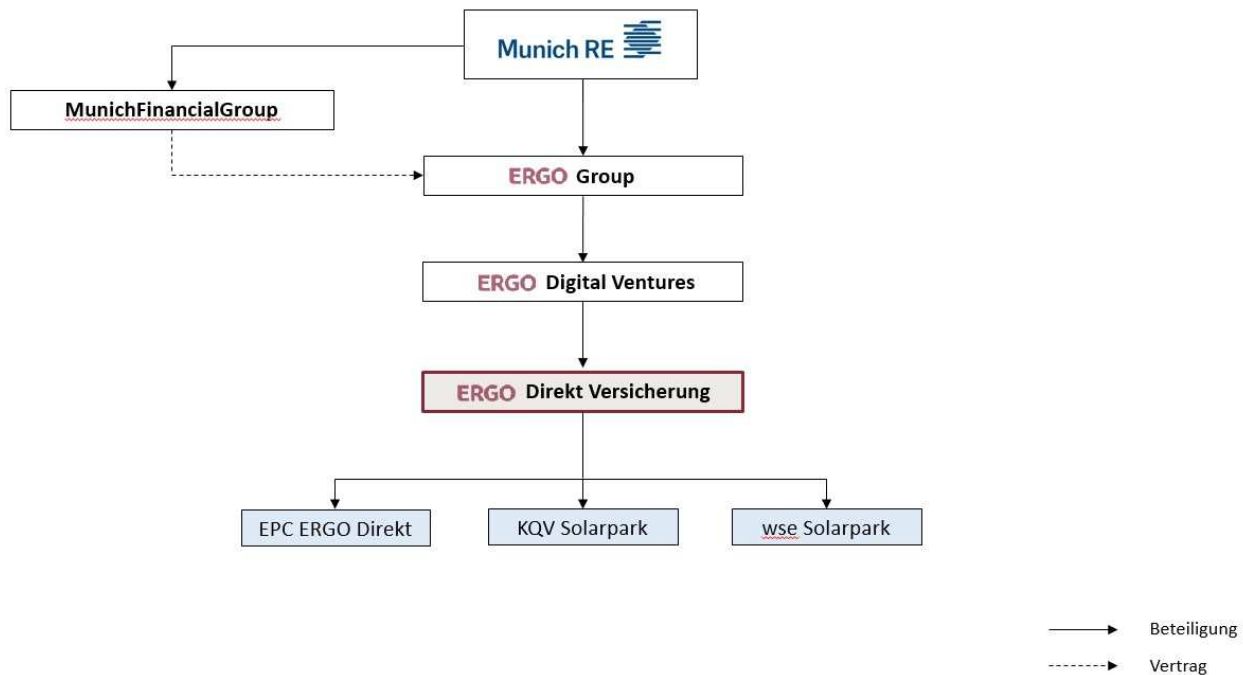 Munich RE
MunichFinancialGroup
ERGO Group
ERGO Digital Ventures
ERGO Direkt Versicherung
EPC ERGO Direkt
KQV Solarpark
wse Solarpark
Beteiligung
Vertrag